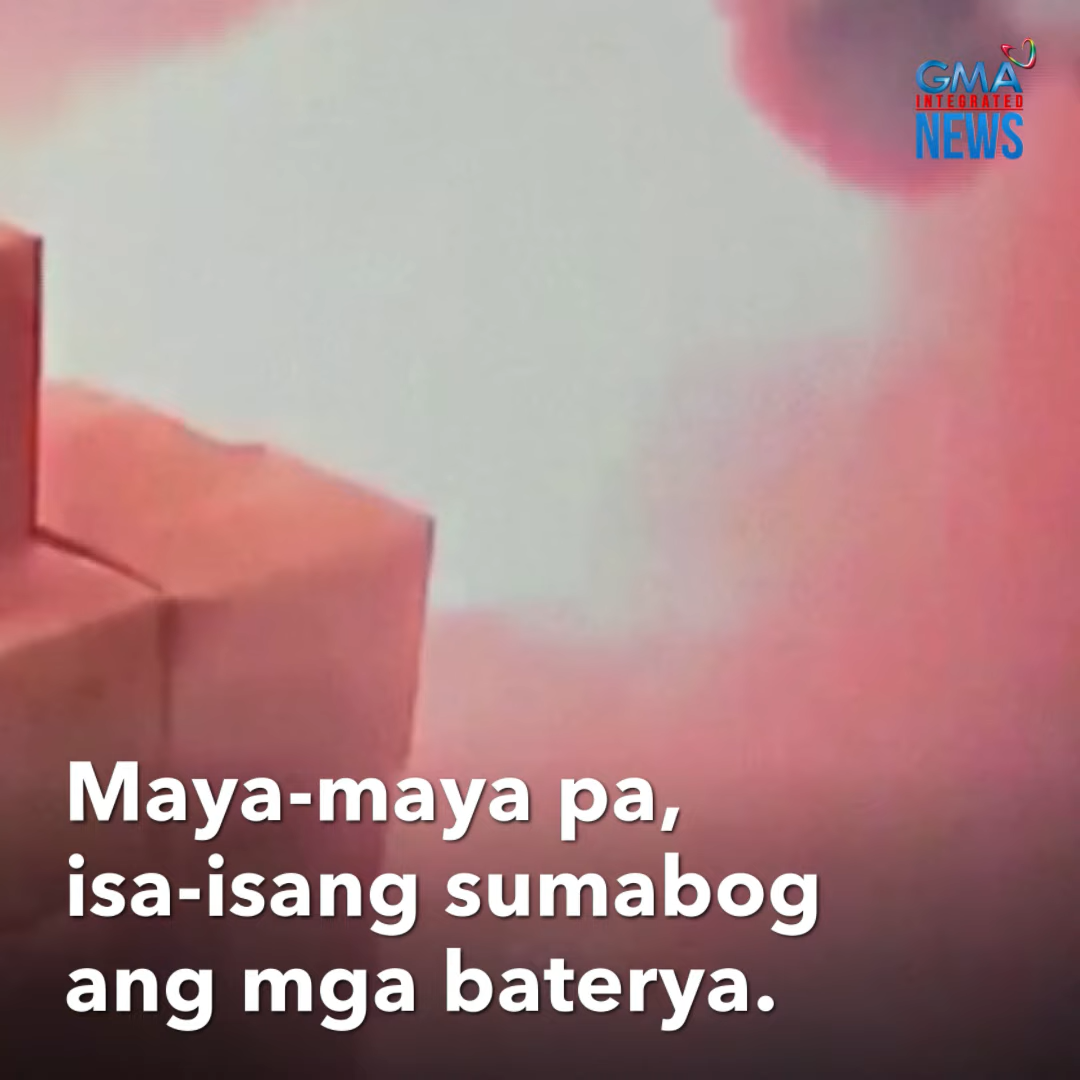 GMA
INTEGRATED
NEWS
Maya-maya pa,
isa-isang sumabog
ang mga baterya.